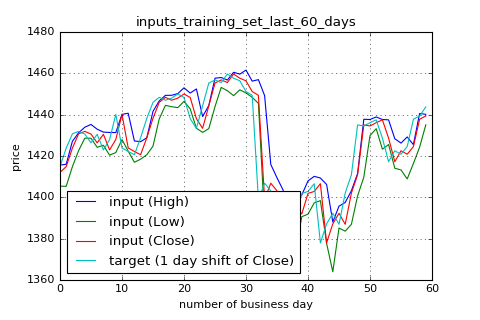 inputs_training_set_last_60_days
1480
1460
1440
1420
1400
1380
1360
price
input (High)
input (Low)
input (Close)
target (1 day shift of Close)
0 10 20 30 40 50 60
number of business day